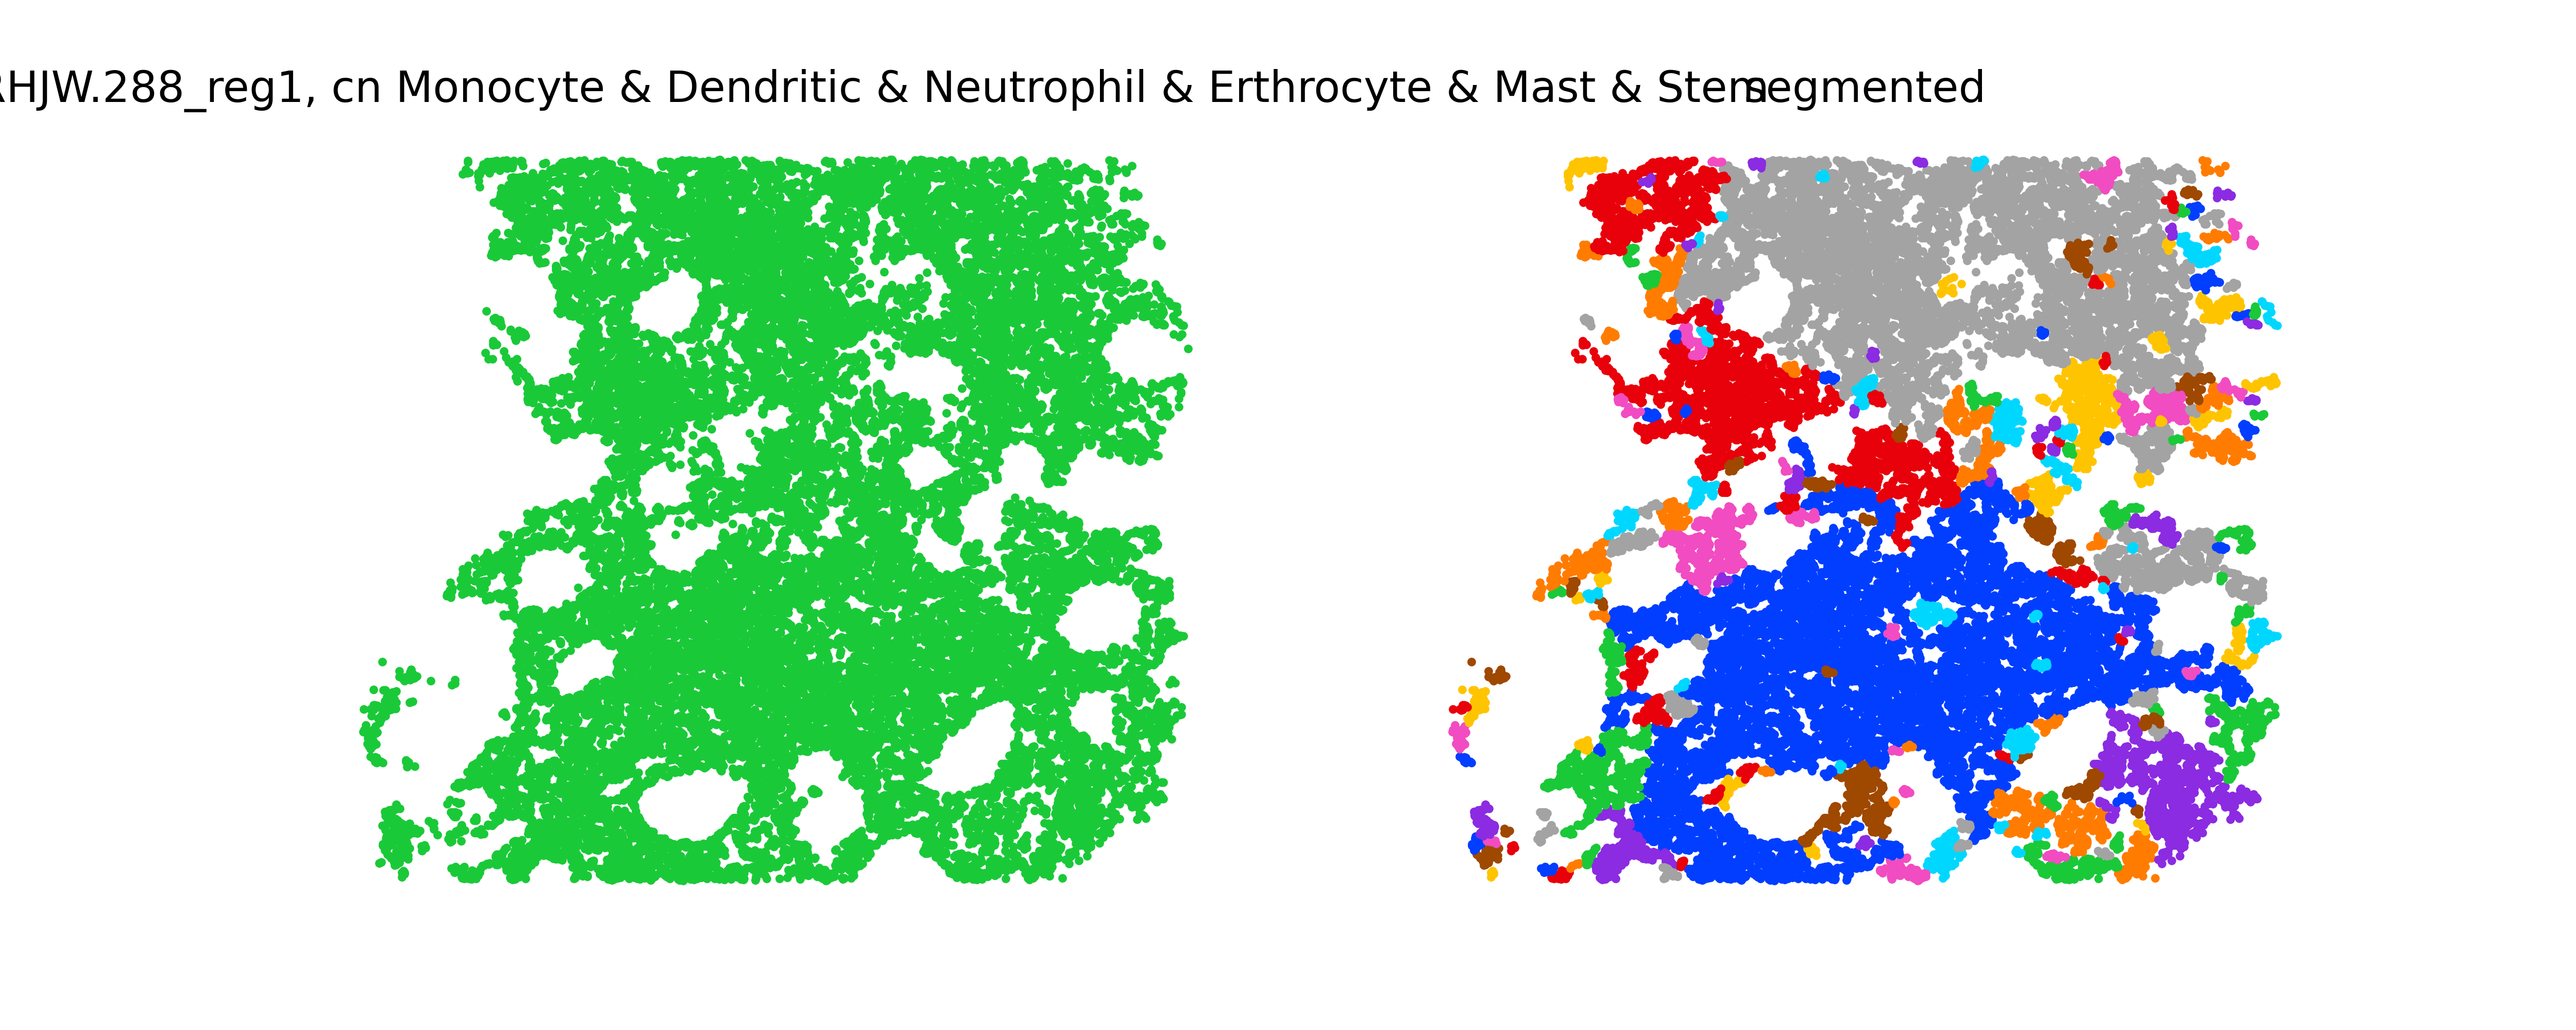 RHJW.288_reg1, cn Monocyte & Dendritic & Neutrophil & Erthrocyte & Mast & Stem
segmented